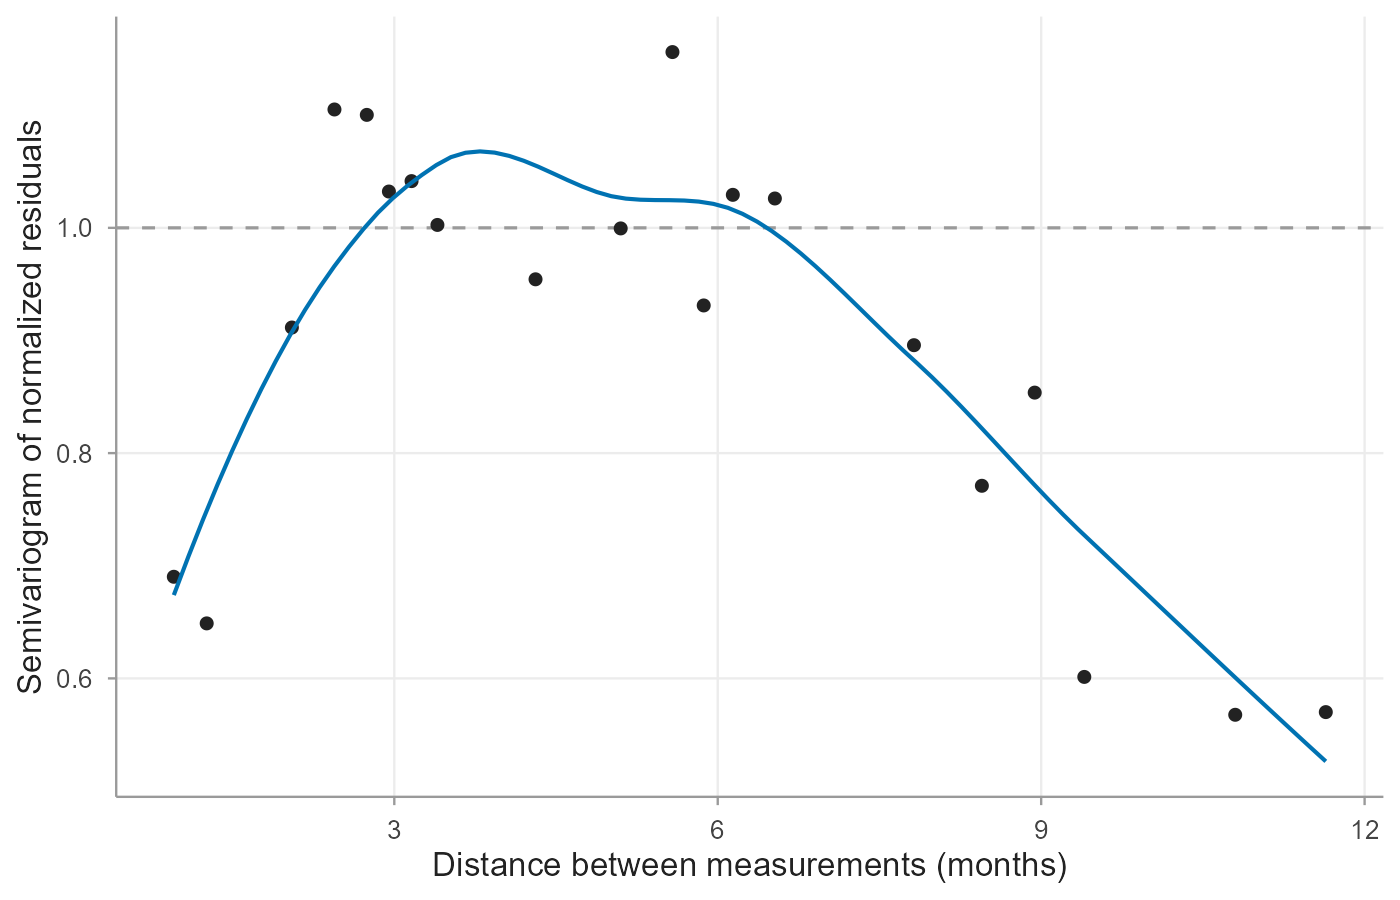 Semivariogram of normalized residuals
1.0
0.8
0.6
3 6 9 12
Distance between measurements (months)